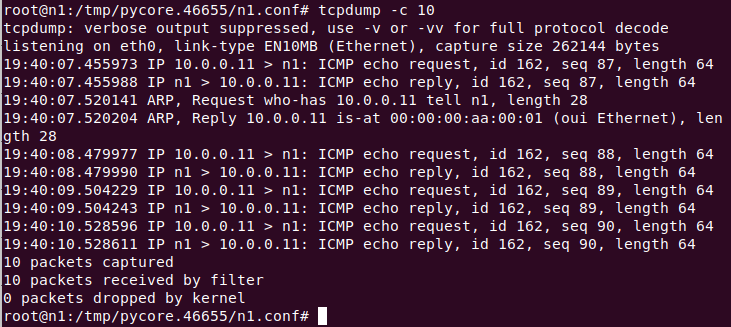 root@n1:/tmp/pycore.46655/n1.conf# tcpdump -c 10
tcpdump: verbose output suppressed, use -v or -vv for full protocol decode
listening on eth0, link-type EN10MB (Ethernet), capture size 262144 bytes
19:40:07.455973 IP 10.0.0.11 > n1: ICMP echo request, id 162, seq 87, length 64
19:40:07.455988 IP n1 > 10.0.0.11: ICMP echo reply, id 162, seq 87, length 64
19:40:07.520141 ARP, Request who-has 10.0.0.11 tell n1, length 28
19:40:07.520204 ARP, Reply 10.0.0.11 is-at 00:00:00:aa:00:01 (oui Ethernet), len
gth 28
19:40:08.479977 IP 10.0.0.11 > n1: ICMP echo request, id 162, seq 88, length 64
19:40:08.479990 IP n1 > 10.0.0.11: ICMP echo reply, id 162, seq 88, length 64
19:40:09.504229 IP 10.0.0.11 > n1: ICMP echo request, id 162, seq 89, length 64
19:40:09.504243 IP n1 > 10.0.0.11: ICMP echo reply, id 162, seq 89, length 64
19:40:10.528596 IP 10.0.0.11 > n1: ICMP echo request, id 162, seq 90, length 64
19:40:10.528611 IP n1 > 10.0.0.11: ICMP echo reply, id 162, seq 90, length 64
10 packets captured
10 packets received by filter
0 packets dropped by kernel
root@n1:/tmp/pycore.46655/n1.conf#